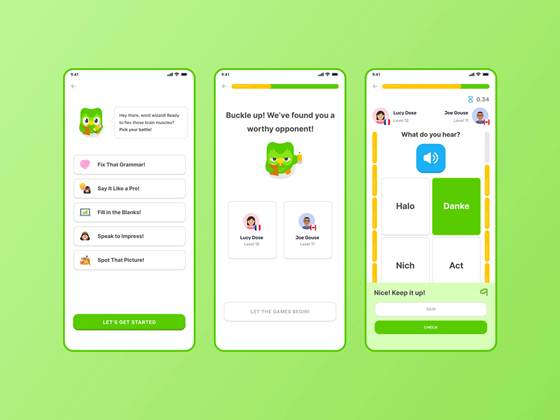 9:41
Hey there, word wizard! Ready
to flex those brain muscles?
Pick your battle!
Fix That Grammar!
Say It Like a Pro!
Fill in the Blanks!
Speak to Impress!
Spot That Picture!
LET'S GET STARTED
9:41
Buckle up! We've found you a
worthy opponent!
Lucy Dose
Level 12
Joe Gouse
Level 11
LET THE GAMES BEGIN!
9:41
0.34
Lucy Dose
Level 12
Joe Gouse
Level 11
What do you hear?
Halo
Danke
Nich
Act
Nice! Keep it up!
CHECK